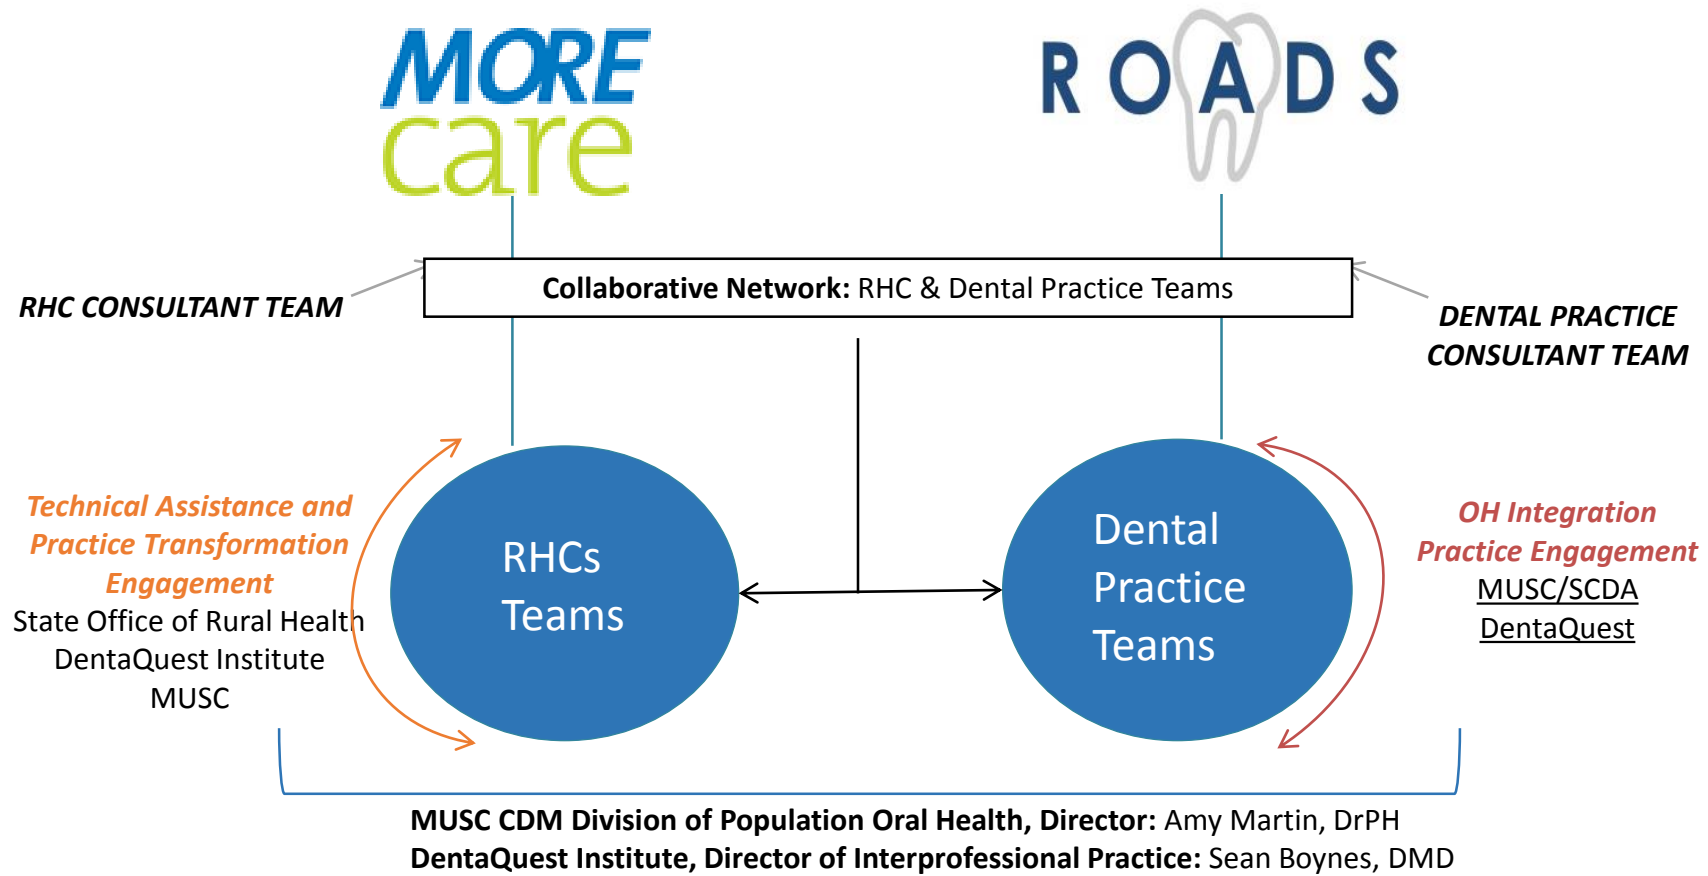 MORE
care
ROADS
Collaborative Network: RHC & Dental Practice Teams
RHC CONSULTANT TEAM
DENTAL PRACTICE
CONSULTANT TEAM
Technical Assistance and
Practice Transformation
Engagement
State Office of Rural Health
DentaQuest Institute
MUSC
RHCs
Teams
Dental
Practice
Teams
OH Integration
Practice Engagement
MUSC/SCDA
DentaQuest
MUSC CDM Division of Population Oral Health, Director: Amy Martin, DrPH
DentaQuest Institute, Director of Interprofessional Practice: Sean Boynes, DMD